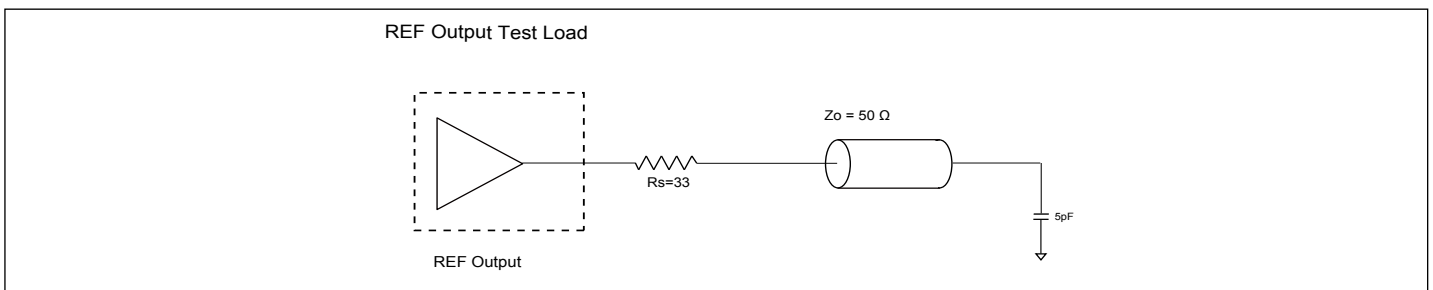 REF Output Test Load
Zo = 50 Ω
Rs=33
5pF
REF Output